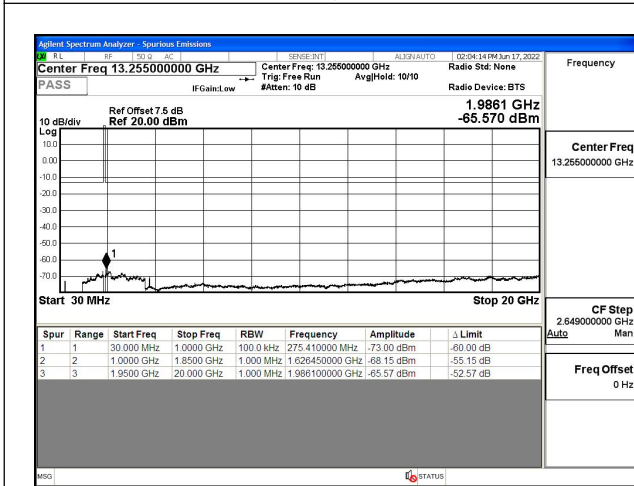 Agilent Spectrum Analyzer - Spurious Emissions
RL RF 50 Ω AC SENSE:INT ALIGN AUTO 02:04:14 PM Jun 17, 2022
Center Freq 13.255000000 GHz Center Freq: 13.255000000 GHz Radio Std: None Frequency
Trig: Free Run Avg|Hold: 10/10
PASS IFGain:Low #Atten: 10 dB Radio Device: BTS
1.9861 GHz
-65.570 dBm
Ref Offset 7.5 dB
10 dB/div Ref 20.00 dBm
Log
10.0
0.00
-10.0
-20.0
-30.0
-40.0
-50.0
-60.0
-70.0
1
Start 30 MHz Stop 20 GHz
Center Freq
13.255000000 GHz
CF Step
2.649000000 GHz
Auto Man
Freq Offset
0 Hz
Spur Range Start Freq Stop Freq RBW Frequency Amplitude Δ Limit
1 1 30.000 MHz 1.0000 GHz 100.0 kHz 275.410000 MHz -73.00 dBm -60.00 dB
2 2 1.0000 GHz 1.8500 GHz 1.000 MHz 1.626450000 GHz -68.15 dBm -55.15 dB
3 3 1.9500 GHz 20.000 GHz 1.000 MHz 1.986100000 GHz -65.57 dBm -52.57 dB
MSG STATUS